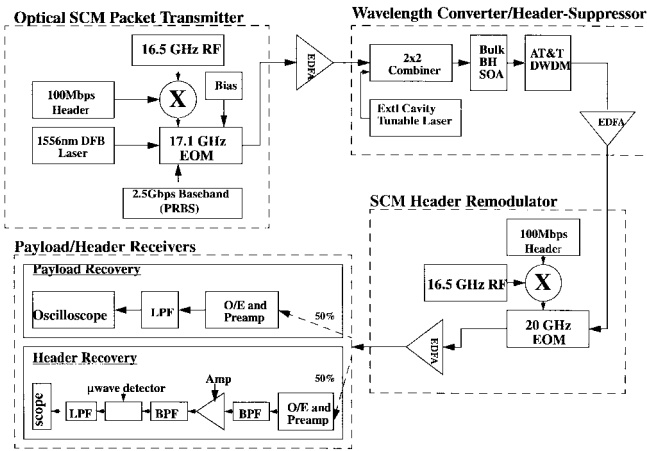 Optical SCM Packet Transmitter
16.5 GHz RF
100Mbps
Header
X
Bias
1556nm DFB
Laser
17.1 GHz
EOM
2.5Gbps Baseband
(PRBS)
EDFA
Wavelength Converter/Header-Suppressor
2x2
Combiner
Bulk
BH
SOA
AT&T
DWDM
Extl Cavity
Tunable Laser
EDFA
SCM Header Remodulator
100Mbps
Header
16.5 GHz RF
X
20 GHz
EOM
EDFA
Payload/Header Receivers
Payload Recovery
Oscilloscope
LPF
O/E and
Preamp
50%
Header Recovery
50%
Amp
μwave detector
scope
LPF
BPF
BPF
O/E and
Preamp